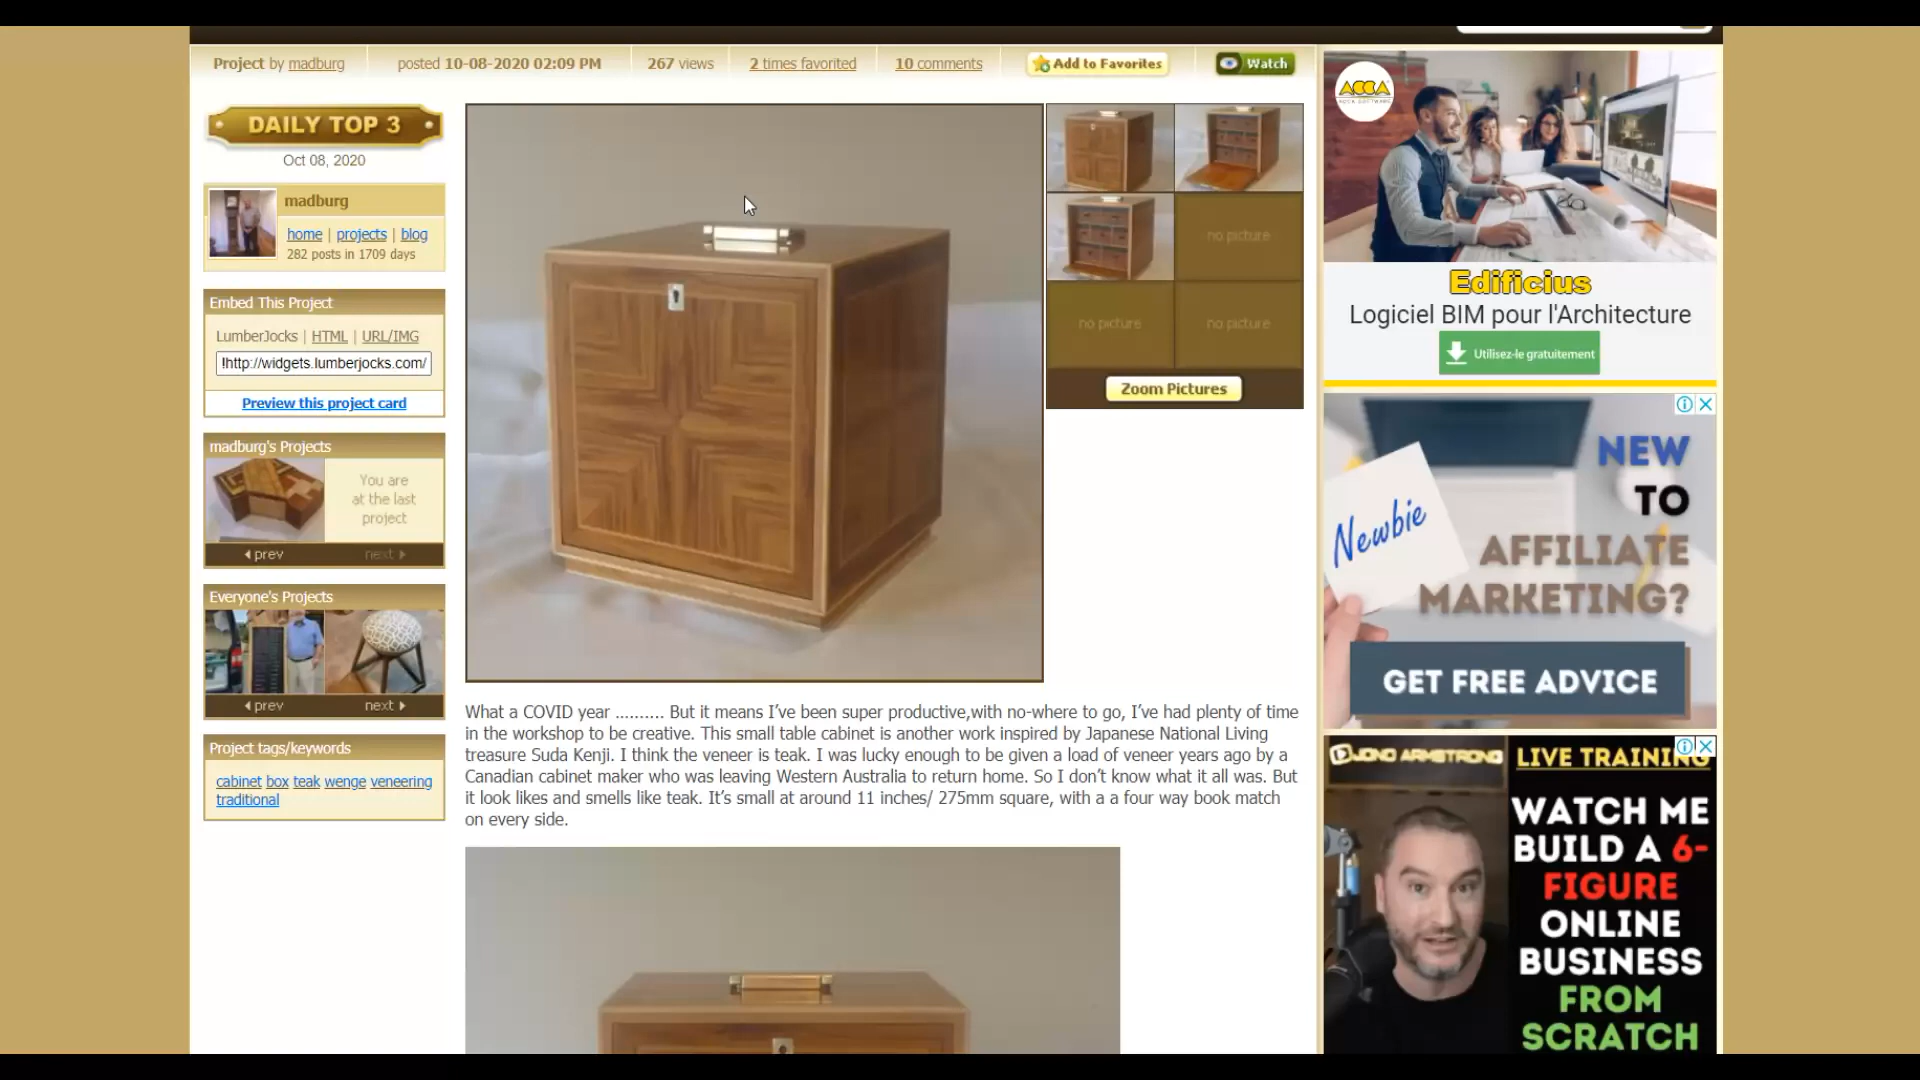 Project by madburg
posted 10-08-2020 02:09 PM
267 views
2 times favorited
10 comments
Add to Favorites
Watch
DAILY TOP 3
Oct 08, 2020
madburg
home | projects | blog
282 posts in 1709 days
Embed This Project
LumberJocks | HTML | URL/IMG
!http://widgets.lumberjocks.com/
Preview this project card
madburg's Projects
You are
at the last
project
prev
next
Everyone's Projects
prev
next
Project tags/keywords
cabinet box teak wenge veneering
traditional
no picture
no picture
no picture
Zoom Pictures
What a COVID year .......... But it means I've been super productive,with no-where to go, I've had plenty of time
in the workshop to be creative. This small table cabinet is another work inspired by Japanese National Living
treasure Suda Kenji. I think the veneer is teak. I was lucky enough to be given a load of veneer years ago by a
Canadian cabinet maker who was leaving Western Australia to return home. So I don't know what it all was. But
it look likes and smells like teak. It's small at around 11 inches/ 275mm square, with a a four way book match
on every side.
ACCA
Edificius
Logiciel BIM pour l'Architecture
Utilisez-le gratuitement
Newbie
NEW
TO
AFFILIATE
MARKETING?
GET FREE ADVICE
JONO ARMSTRONG
LIVE TRAINING
WATCH ME
BUILD A 6-
FIGURE
ONLINE
BUSINESS
FROM
SCRATCH